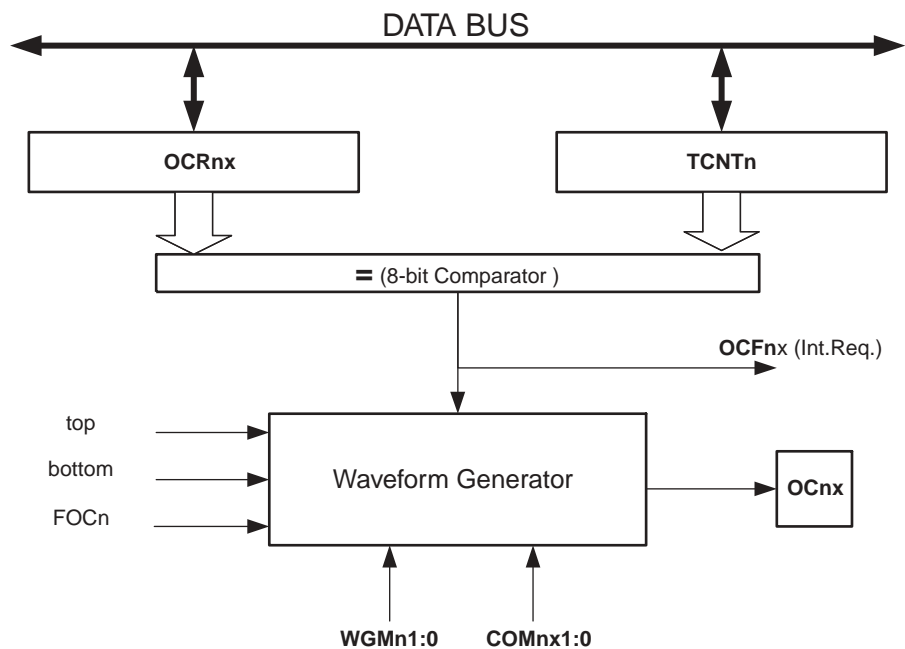 DATA BUS
OCRnx
TCNTn
= (8-bit Comparator )
OCFnx (Int.Req.)
top
bottom
FOCn
Waveform Generator
OCnx
WGMn1:0
COMnx1:0